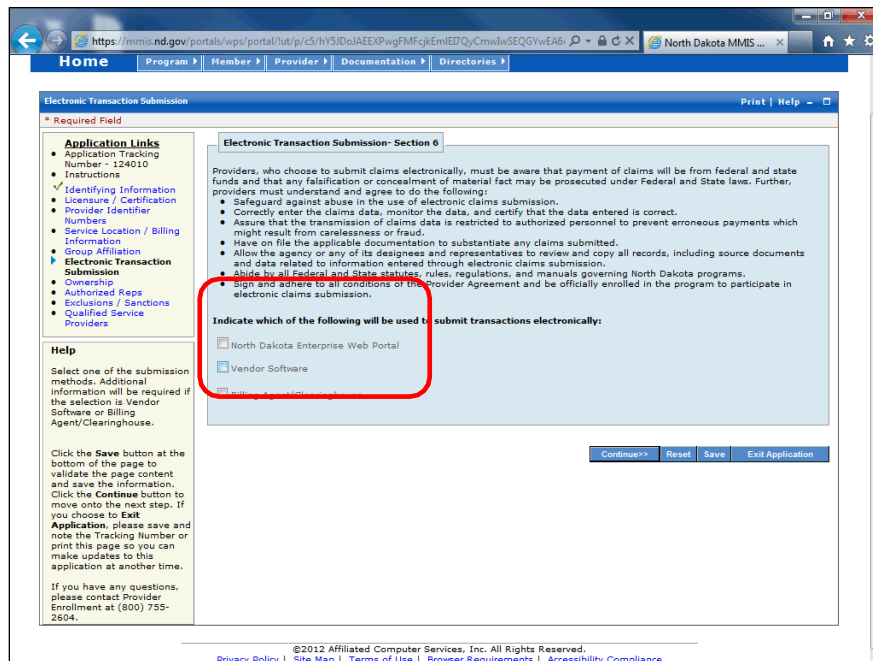 https://mmis.nd.gov/portals/wps/portal/!ut/p/c5/
North Dakota MMIS ...
Home Program Member Provider Documentation Directories
Electronic Transaction Submission
Print | Help
* Required Field
Application Links
Application Tracking
Number - 124010
Instructions
Identifying Information
Licensure / Certification
Provider Identifier
Numbers
Service Location / Billing
Information
Group Affiliation
Electronic Transaction
Submission
Ownership
Authorized Reps
Exclusions / Sanctions
Qualified Service
Providers
Help
Select one of the submission
methods. Additional
information will be required if
the selection is Vendor
Software or Billing
Agent/Clearinghouse.
Click the Save button at the
bottom of the page to
validate the page content
and save the information.
Click the Continue button to
move onto the next step. If
you choose to Exit
Application, please save and
note the Tracking Number or
print this page so you can
make updates to this
application at another time.
If you have any questions,
please contact Provider
Enrollment at (800) 755-
2604.
Electronic Transaction Submission- Section 6
Providers, who choose to submit claims electronically, must be aware that payment of claims will be from federal and state
funds and that any falsification or concealment of material fact may be prosecuted under Federal and State laws. Further,
providers must understand and agree to do the following:
Safeguard against abuse in the use of electronic claims submission.
Correctly enter the claims data, monitor the data, and certify that the data entered is correct.
Assure that the transmission of claims data is restricted to authorized personnel to prevent erroneous payments which
might result from carelessness or fraud.
Have on file the applicable documentation to substantiate any claims submitted.
Allow the agency or any of its designees and representatives to review and copy all records, including source documents
and data related to information entered through electronic claims submission.
Abide by all Federal and State statutes, rules, regulations, and manuals governing North Dakota programs.
Sign and adhere to all conditions of the Provider Agreement and be officially enrolled in the program to participate in
electronic claims submission.
Indicate which of the following will be used to submit transactions electronically:
North Dakota Enterprise Web Portal
Vendor Software
Billing Agent/Clearinghouse
Continue>> Reset Save Exit Application
©2012 Affiliated Computer Services, Inc. All Rights Reserved.
Privacy Policy | Site Map | Terms of Use | Browser Requirements | Accessibility Compliance